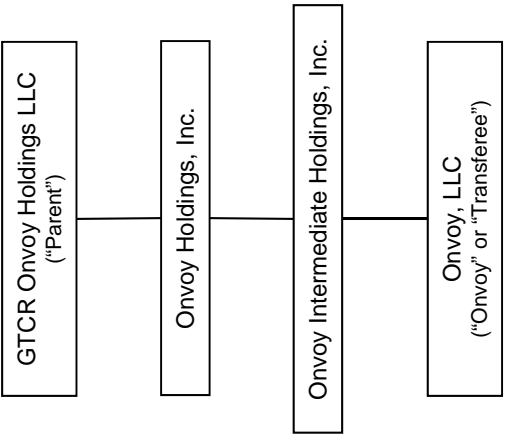 GTCR Onvoy Holdings LLC
(“Parent”)
Onvoy Holdings, Inc.
Onvoy Intermediate Holdings, Inc.
Onvoy, LLC
(“Onvoy” or “Transferee”)